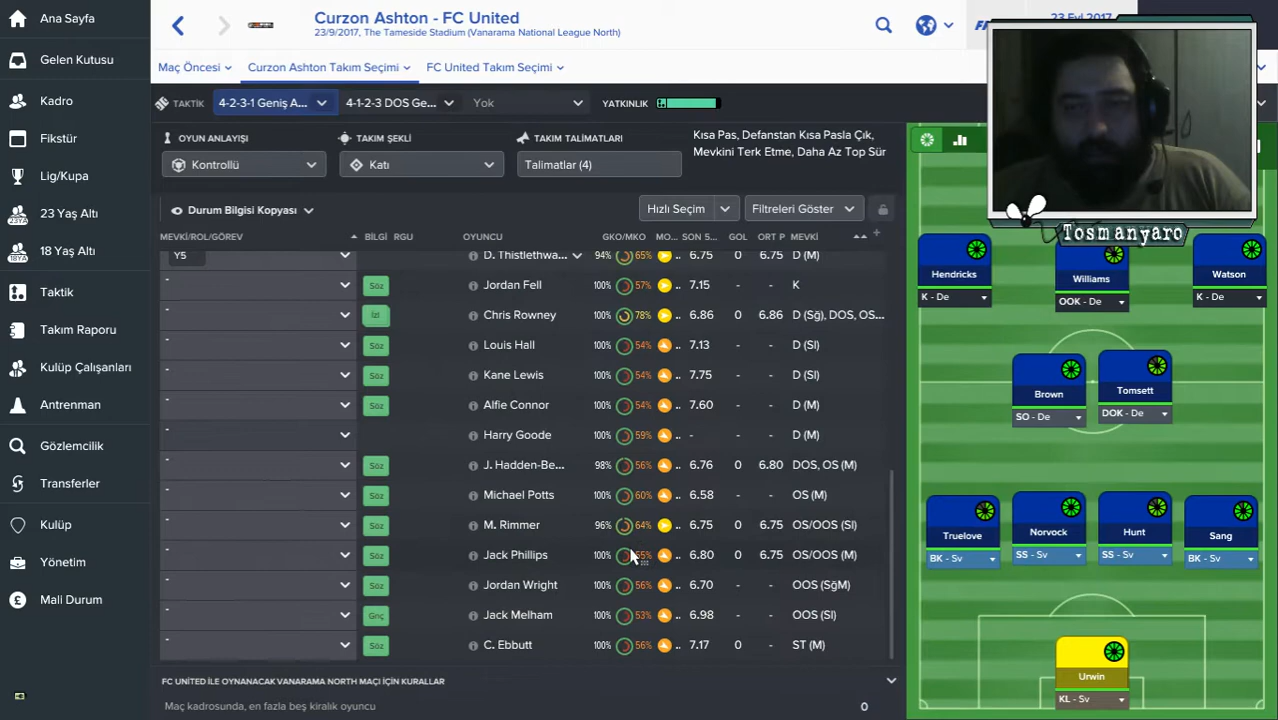 Ana Sayfa
Gelen Kutusu
Kadro
Fikstür
Lig/Kupa
23 Yaş Altı
18 Yaş Altı
Taktik
Takım Raporu
Kulüp Çalışanları
Antrenman
Gözlemcilik
Transferler
Kulüp
Yönetim
Mali Durum
Curzon Ashton - FC United
23/9/2017, The Tameside Stadium (Vanarama National League North)
23 Eyl 2017
Maç Öncesi
Curzon Ashton Takım Seçimi
FC United Takım Seçimi
TAKTİK
4-2-3-1 Geniş A...
4-1-2-3 DOS Ge...
Yok
YATKINLIK
OYUN ANLAYIŞI
TAKIM ŞEKLİ
TAKIM TALİMATLARI
Kontrollü
Katı
Talimatlar (4)
Kısa Pas, Defanstan Kısa Pasla Çık,
Mevkini Terk Etme, Daha Az Top Sür
Durum Bilgisi Kopyası
Hızlı Seçim
Filtreleri Göster
MEVKİ/ROL/GÖREV BİLGİ RGU OYUNCU GKO/MKO MO... SON 5... GOL ORT P MEVKİ
Y5 D. Thistlethwa... 94% 65% 6.75 0 6.75 D (M)
- Söz Jordan Fell 100% 57% .. 7.15 - - K
- İzl Chris Rowney 100% 78% .. 6.86 0 6.86 D (Sğ), DOS, OS...
- Söz Louis Hall 100% 54% .. 7.13 - - D (Sl)
- Söz Kane Lewis 100% 54% .. 7.75 - - D (Sl)
- Söz Alfie Connor 100% 54% .. 7.60 - - D (M)
- Harry Goode 100% 59% .. - - - D (M)
- Söz J. Hadden-Be... 98% 56% .. 6.76 0 6.80 DOS, OS (M)
- Söz Michael Potts 100% 60% .. 6.58 - - OS (M)
- Söz M. Rimmer 96% 64% .. 6.75 0 6.75 OS/OOS (Sl)
- Söz Jack Phillips 100% .. 6.80 0 6.75 OS/OOS (M)
- Söz Jordan Wright 100% 56% .. 6.70 - - OOS (SğM)
- Gnç Jack Melham 100% 53% .. 6.98 - - OOS (Sl)
- Söz C. Ebbutt 100% 56% .. 7.17 0 - ST (M)
FC UNITED İLE OYNANACAK VANARAMA NORTH MAÇI İÇİN KURALLAR
Maç kadrosunda, en fazla beş kiralık oyuncu 0
Tosmanyaro
Hendricks
K - De
Williams
OOK - De
Watson
K - De
Brown
SO - De
Tomsett
DOK - De
Truelove
BK - Sv
Norvock
SS - Sv
Hunt
SS - Sv
Sang
BK - Sv
Urwin
KL - Sv